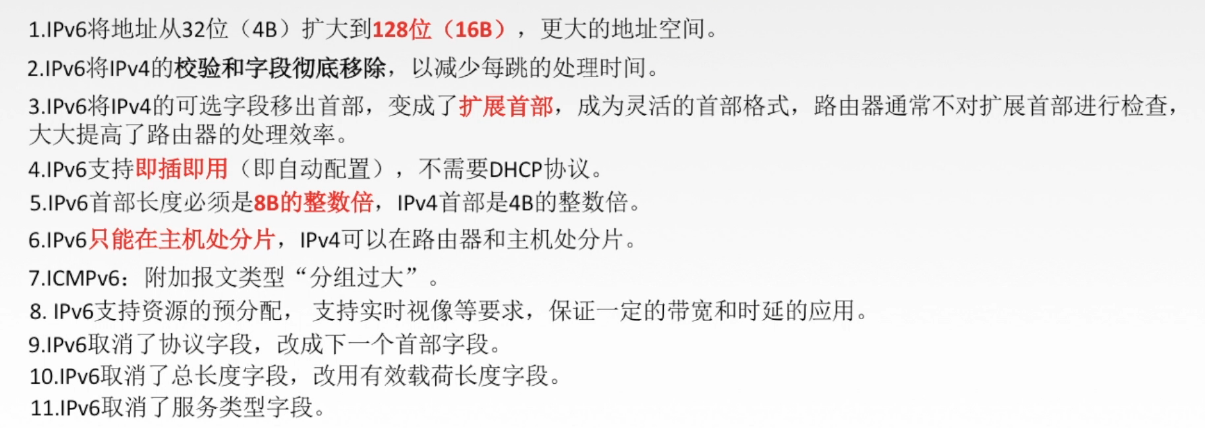 1.IPv6将地址从32位（4B）扩大到128位（16B），更大的地址空间。
2.IPv6将IPv4的校验和字段彻底移除，以减少每跳的处理时间。
3.IPv6将IPv4的可选字段移出首部，变成了扩展首部，成为灵活的首部格式，路由器通常不对扩展首部进行检查，
大大提高了路由器的处理效率。
4.IPv6支持即插即用（即自动配置），不需要DHCP协议。
5.IPv6首部长度必须是8B的整数倍，IPv4首部是4B的整数倍。
6.IPv6只能在主机处分片，IPv4可以在路由器和主机处分片。
7.ICMPv6：附加报文类型“分组过大”。
8. IPv6支持资源的预分配， 支持实时视像等要求，保证一定的带宽和时延的应用。
9.IPv6取消了协议字段，改成下一个首部字段。
10.IPv6取消了总长度字段，改用有效载荷长度字段。
11.IPv6取消了服务类型字段。